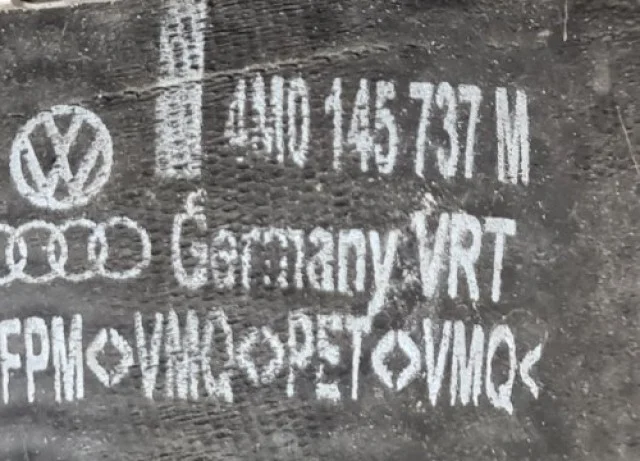 4M0 145 737 M
Germany VRT
FPM><VMQ><PET><VMQ<